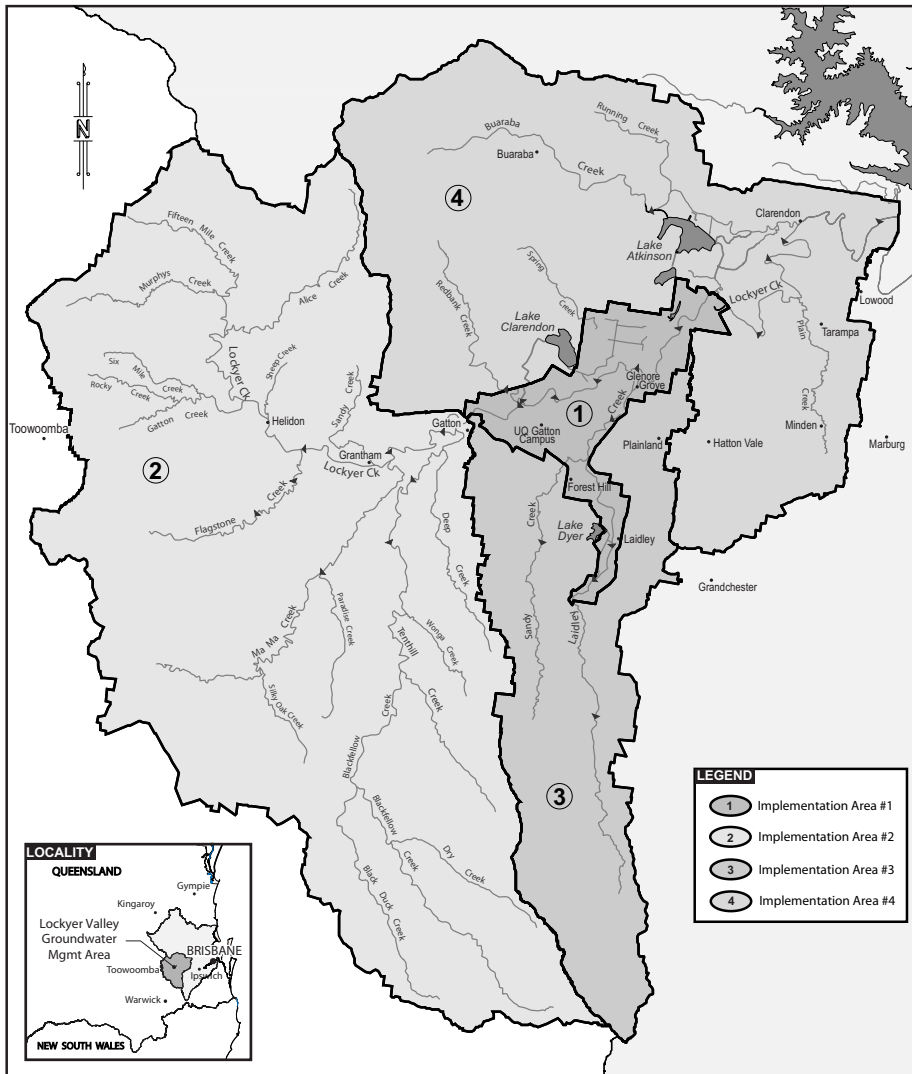 N
Running
Creek
Buaraba
Buaraba
Creek
4
Clarendon
Lake
Atkinson
Fifteen Mile Creek
Murphys Creek
Alice Creek
Redbank Creek
Spring
Creek
Lake
Clarendon
Lockyer Ck
Lowood
Plain
Creek
Tarampa
Lockyer Ck
Sheep Creek
Six
Mile
Creek
Rocky
Creek
Gatton Creek
Sandy Creek
Glenore
Grove
Creek
1
Toowoomba
Helidon
Gatton
UQ Gatton
Campus
Plainland
Hatton Vale
Minden
Marburg
2
Grantham
Lockyer Ck
Flagstone Creek
Deep
Creek
Creek
Sandy
Forest Hill
Lake
Dyer
Laidley
Grandchester
Laidley
Ma Ma Creek
Paradise Creek
Tenthill
Creek
Wonga Creek
Creek
Silky Oak Creek
Blackfellow
Blackfellow
Creek
Dry
Creek
Black Duck Creek
3
LEGEND
1 Implementation Area #1
2 Implementation Area #2
3 Implementation Area #3
4 Implementation Area #4
LOCALITY
QUEENSLAND
Gympie
Kingaroy
Lockyer Valley
Groundwater
Mgmt Area
BRISBANE
Toowoomba
Ipswich
Warwick
NEW SOUTH WALES